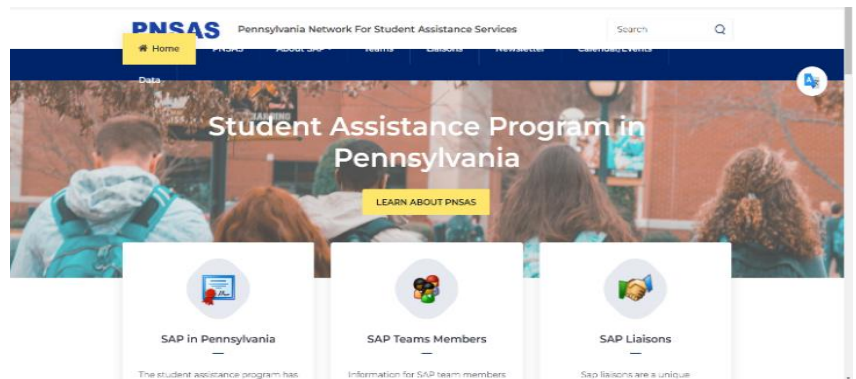 PNSAS Pennsylvania Network For Student Assistance Services Search
Home PNSAS About SAP Teams Liaisons Newsletter Calendar/Events
Data
Student Assistance Program in
Pennsylvania
LEARN ABOUT PNSAS
SAP in Pennsylvania SAP Teams Members SAP Liaisons
The student assistance program has Information for SAP team members Sap liaisons are a unique